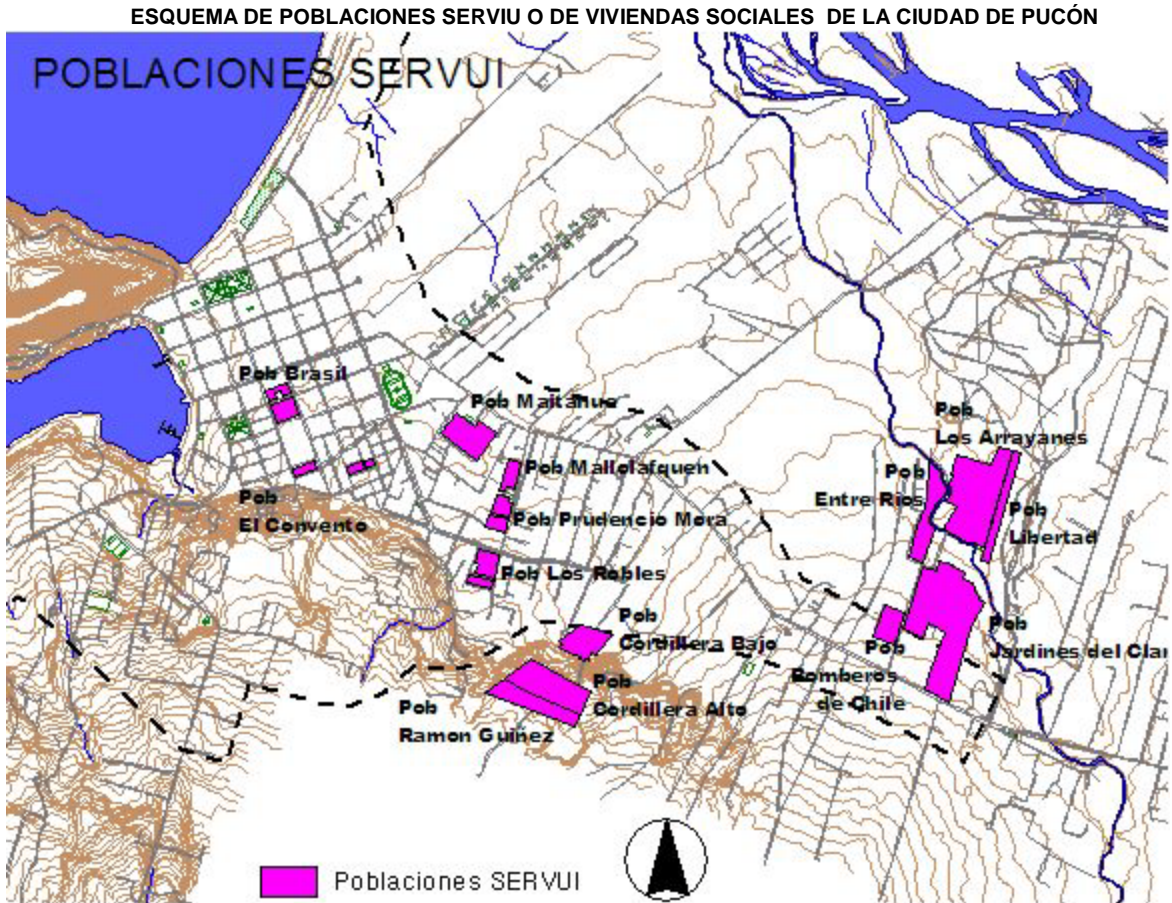 ESQUEMA DE POBLACIONES SERVIU O DE VIVIENDAS SOCIALES DE LA CIUDAD DE PUCÓN
POBLACIONES SERVUI
Pob Brasil
Pob Maitahue
Pob
Los Arrayanes
Pob Mallolafquen
Pob
Entre Rios
Pob
El Convento
Pob Prudencio Mora
Pob
Libertad
Pob Los Robles
Pob
Cordillera Bajo
Pob
Jardines del Clar
Pob
Bomberos
de Chile
Pob
Cordillera Alto
Pob
Ramon Guiñez
Poblaciones SERVUI